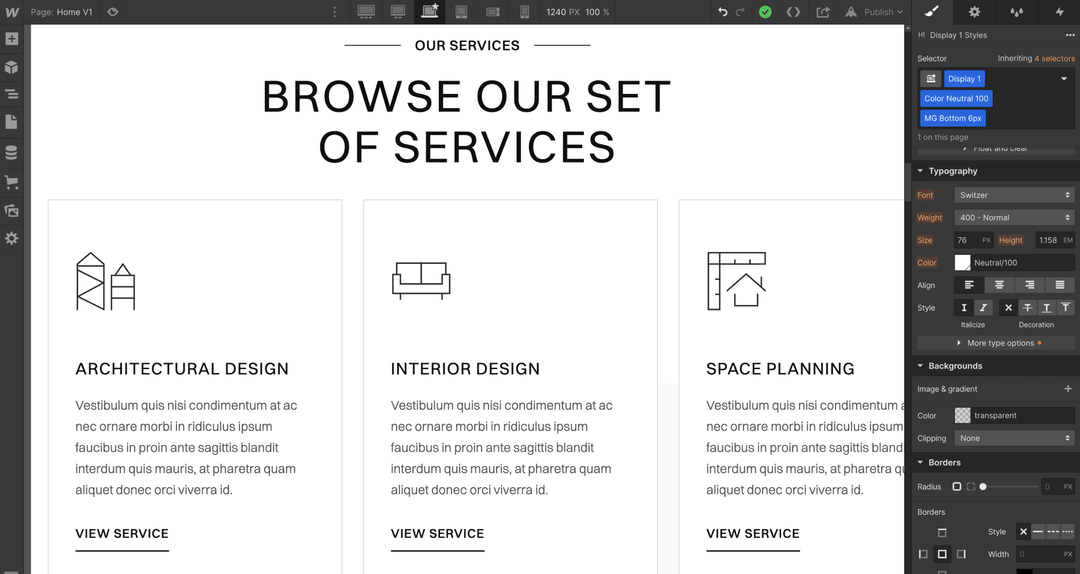 Page: Home V1
1240 PX 100 %
Publish
OUR SERVICES
BROWSE OUR SET
OF SERVICES
ARCHITECTURAL DESIGN
Vestibulum quis nisi condimentum at ac
nec ornare morbi in ridiculus ipsum
faucibus in proin ante sagittis blandit
interdum quis mauris, at pharetra quam
aliquet donec orci viverra id.
VIEW SERVICE
INTERIOR DESIGN
Vestibulum quis nisi condimentum at ac
nec ornare morbi in ridiculus ipsum
faucibus in proin ante sagittis blandit
interdum quis mauris, at pharetra quam
aliquet donec orci viverra id.
VIEW SERVICE
SPACE PLANNING
Vestibulum quis nisi condimentum a
nec ornare morbi in ridiculus ipsum
faucibus in proin ante sagittis bland
interdum quis mauris, at pharetra qu
aliquet donec orci viverra id.
VIEW SERVICE
H1 Display 1 Styles
Selector Inheriting 4 selectors
Display 1
Color Neutral 100
MG Bottom 6px
1 on this page
Float and clear
Typography
Font Switzer
Weight 400 - Normal
Size 76 PX Height 1.158 EM
Color Neutral/100
Align
Style
Italicize Decoration
More type options
Backgrounds
Image & gradient
Color transparent
Clipping None
Borders
Radius 0 PX
Borders
Style
Width 0 PX